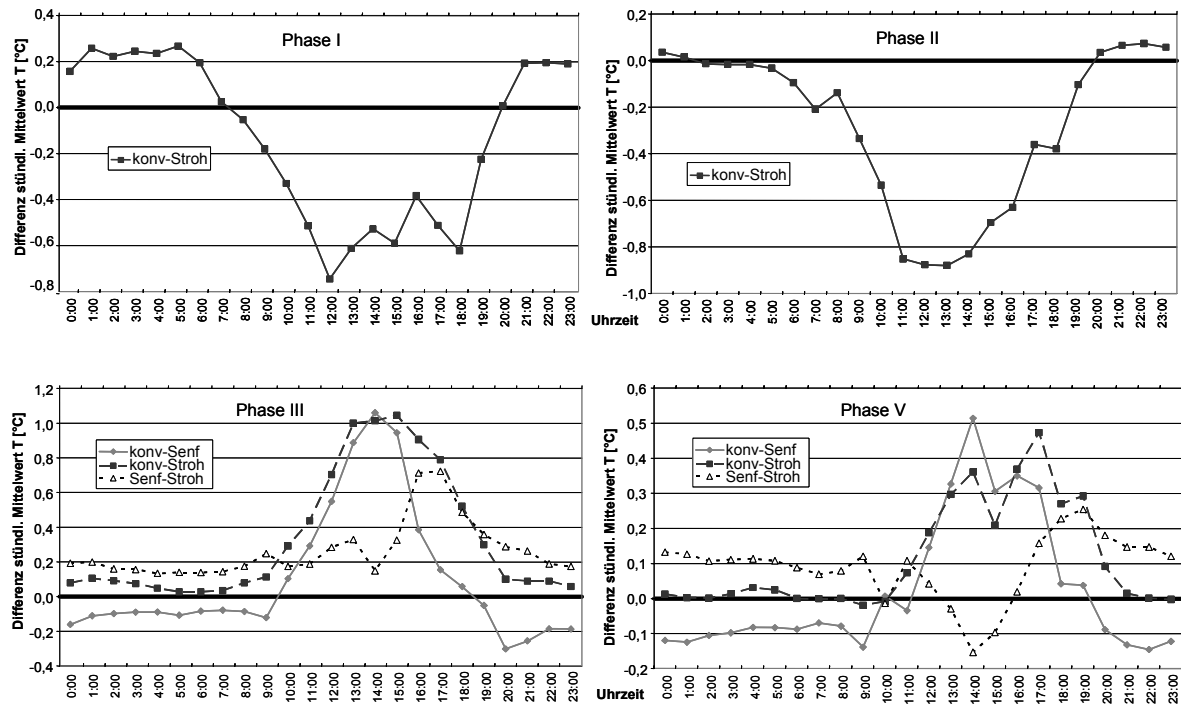 Phase I
Differenz stündl. Mittelwert T [°C]
0,4
0,2
0,0
-0,2
-0,4
-0,6
-0,8
konv-Stroh
0:00 1:00 2:00 3:00 4:00 5:00 6:00 7:00 8:00 9:00 10:00 11:00 12:00 13:00 14:00 15:00 16:00 17:00 18:00 19:00 20:00 21:00 22:00 23:00
Phase II
Differenz stündl. Mittelwert T [°C]
0,2
0,0
-0,2
-0,4
-0,6
-0,8
-1,0
konv-Stroh
Uhrzeit
0:00 1:00 2:00 3:00 4:00 5:00 6:00 7:00 8:00 9:00 10:00 11:00 12:00 13:00 14:00 15:00 16:00 17:00 18:00 19:00 20:00 21:00 22:00 23:00
Phase III
Differenz stündl. Mittelwert T [°C]
1,2
1,0
0,8
0,6
0,4
0,2
0,0
-0,2
-0,4
konv-Senf
konv-Stroh
Senf-Stroh
0:00 1:00 2:00 3:00 4:00 5:00 6:00 7:00 8:00 9:00 10:00 11:00 12:00 13:00 14:00 15:00 16:00 17:00 18:00 19:00 20:00 21:00 22:00 23:00
Phase V
Differenz stündl. Mittelwert T [°C]
0,6
0,5
0,4
0,3
0,2
0,1
0,0
-0,1
-0,2
konv-Senf
konv-Stroh
Senf-Stroh
Uhrzeit
0:00 1:00 2:00 3:00 4:00 5:00 6:00 7:00 8:00 9:00 10:00 11:00 12:00 13:00 14:00 15:00 16:00 17:00 18:00 19:00 20:00 21:00 22:00 23:00